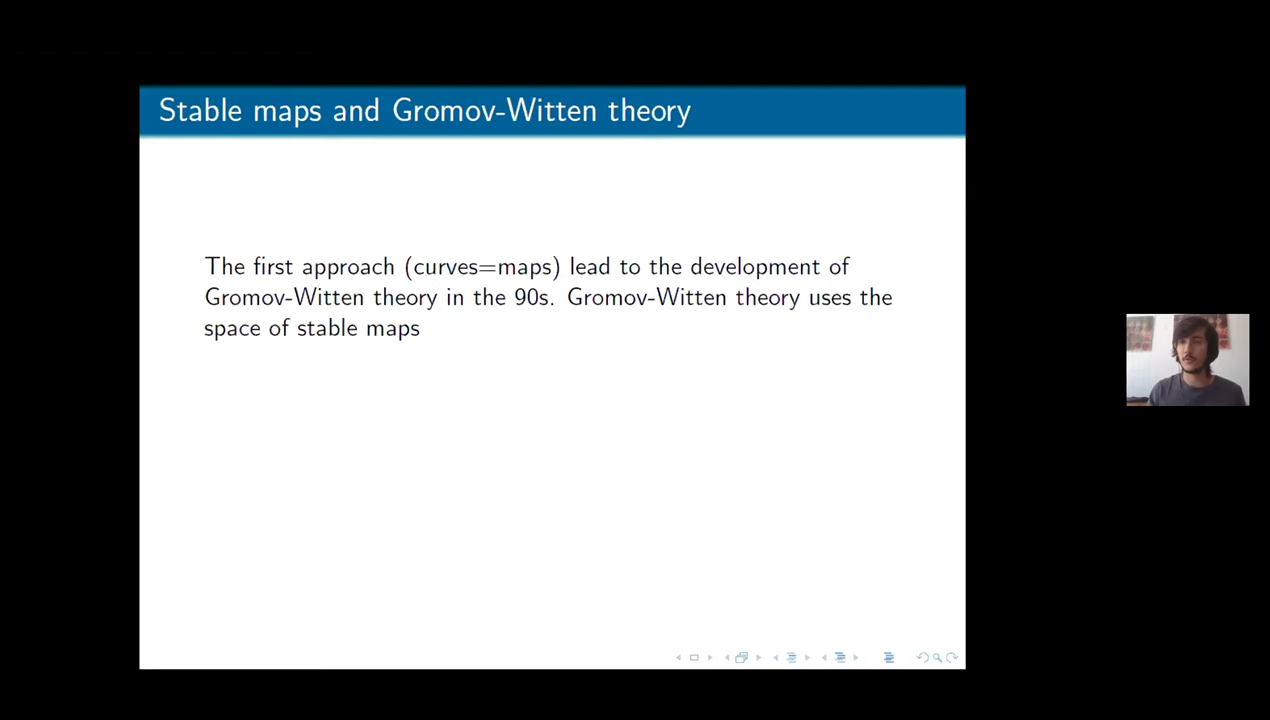 Stable maps and Gromov-Witten theory
The first approach (curves=maps) lead to the development of
Gromov-Witten theory in the 90s. Gromov-Witten theory uses the
space of stable maps